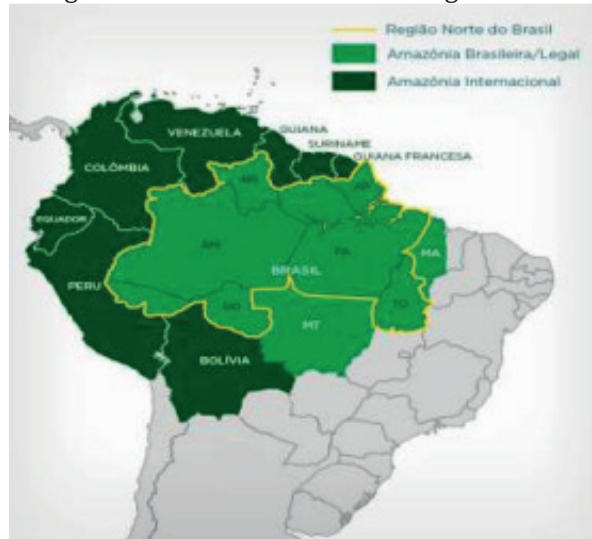 Região Norte do Brasil
Amazônia Brasileira/Legal
Amazônia Internacional
VENEZUELA
GUIANA
SURINAME
GUIANA FRANCESA
COLÔMBIA
RR
AP
EQUADOR
AM
PA
MA
BRASIL
PERU
RO
TO
MT
BOLÍVIA